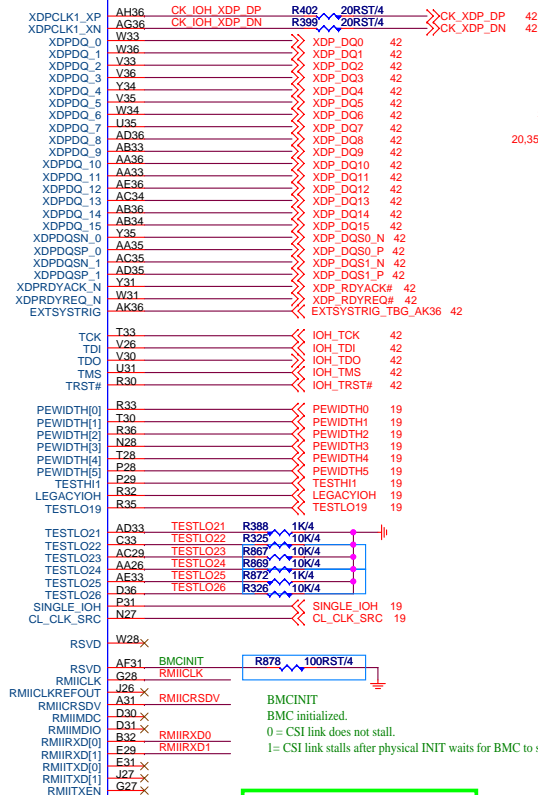 XDPCLK1_XP AH36 CK_IOH_XDP_DP R402 20RST/4 CK_XDP_DP 42
XDPCLK1_XN AG36 CK_IOH_XDP_DN R399 20RST/4 CK_XDP_DN 42
XDPDQ_0 W33 XDP_DQ0 42
XDPDQ_1 W36 XDP_DQ1 42
XDPDQ_2 V33 XDP_DQ2 42
XDPDQ_3 V36 XDP_DQ3 42
XDPDQ_4 Y34 XDP_DQ4 42
XDPDQ_5 V35 XDP_DQ5 42
XDPDQ_6 W34 XDP_DQ6 42
XDPDQ_7 U35 XDP_DQ7 42
XDPDQ_8 AD36 XDP_DQ8 42 20,35
XDPDQ_9 AB33 XDP_DQ9 42
XDPDQ_10 AA36 XDP_DQ10 42
XDPDQ_11 AA33 XDP_DQ11 42
XDPDQ_12 AE36 XDP_DQ12 42
XDPDQ_13 AC34 XDP_DQ13 42
XDPDQ_14 AB36 XDP_DQ14 42
XDPDQ_15 AB34 XDP_DQ15 42
XDPDQSN_0 Y35 XDP_DQS0_N 42
XDPDQSP_0 AA35 XDP_DQS0_P 42
XDPDQSN_1 AC35 XDP_DQS1_N 42
XDPDQSP_1 AD35 XDP_DQS1_P 42
XDPRDYACK_N Y31 XDP_RDYACK# 42
XDPRDYREQ_N W31 XDP_RDYREQ# 42
EXTSYSTRIG AK36 EXTSYSTRIG_TBG_AK36 42
TCK T33 IOH_TCK 42
TDI V26 IOH_TDI 42
TDO V30 IOH_TDO 42
TMS U31 IOH_TMS 42
TRST# R30 IOH_TRST# 42
PEWIDTH[0] R33 PEWIDTH0 19
PEWIDTH[1] T30 PEWIDTH1 19
PEWIDTH[2] R36 PEWIDTH2 19
PEWIDTH[3] N28 PEWIDTH3 19
PEWIDTH[4] T28 PEWIDTH4 19
PEWIDTH[5] P28 PEWIDTH5 19
TESTHI1 P29 TESTHI1 19
LEGACYIOH R32 LEGACYIOH 19
TESTLO19 R35 TESTLO19 19
TESTLO21 AD33 TESTLO21 R388 1K/4
TESTLO22 C33 TESTLO22 R325 10K/4
TESTLO23 AC29 TESTLO23 R867 10K/4
TESTLO24 AA26 TESTLO24 R869 10K/4
TESTLO25 AE33 TESTLO25 R872 1K/4
TESTLO26 D36 TESTLO26 R326 10K/4
SINGLE_IOH P31 SINGLE_IOH 19
CL_CLK_SRC N27 CL_CLK_SRC 19
RSVD W28
RSVD AF31 BMCINIT R878 100RST/4
RMIICLK G28 RMIICLK
RMIICLKREFOUT J26
RMIICRSDV A31 RMIICRSDV
RMIIMDC D30
RMIIMDIO D31
RMIIRXD[0] B32 RMIIRXD0
RMIIRXD[1] E29 RMIIRXD1
RMIITXD[0] E31
RMIITXD[1] J27
RMIITXEN G27
BMCINIT
BMC initialized.
0 = CSI link does not stall.
1= CSI link stalls after physical INIT waits for BMC to s